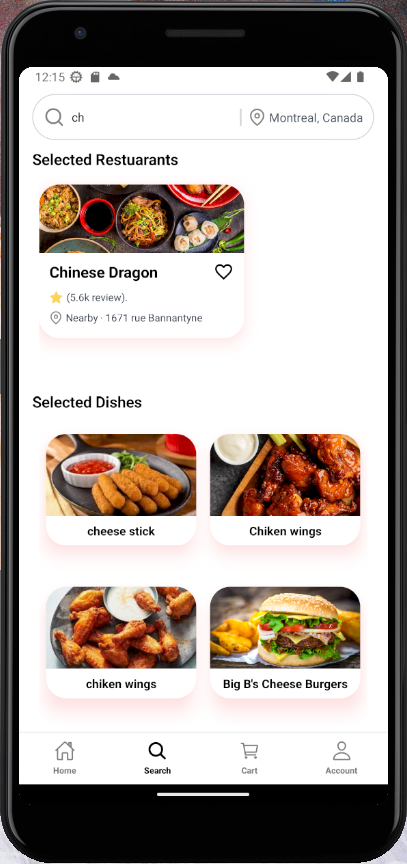 12:15
ch
Montreal, Canada
Selected Restuarants
Chinese Dragon
(5.6k review).
Nearby · 1671 rue Bannantyne
Selected Dishes
cheese stick
Chiken wings
chiken wings
Big B's Cheese Burgers
Home
Search
Cart
Account